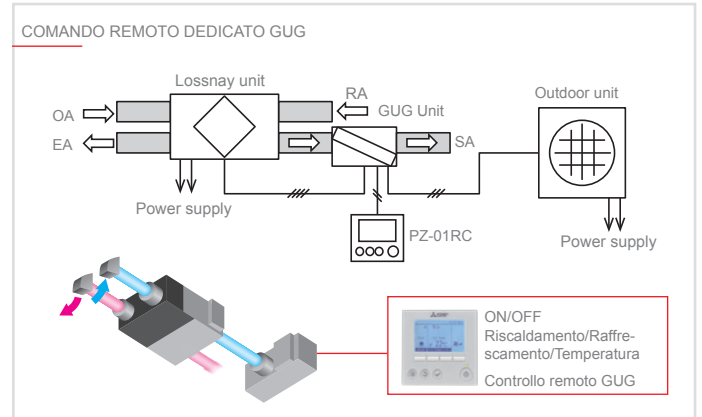 COMANDO REMOTO DEDICATO GUG
Lossnay unit
RA
Outdoor unit
OA
GUG Unit
EA
SA
Power supply
PZ-01RC
Power supply
ON/OFF
Riscaldamento/Raffre-
scamento/Temperatura
Controllo remoto GUG